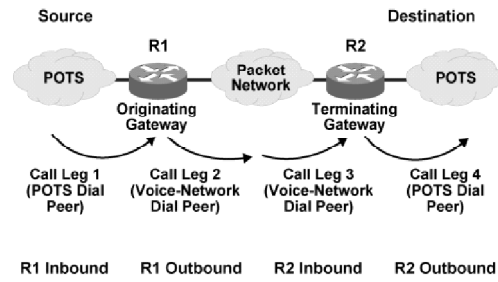 Source
Destination
R1
R2
POTS
Packet
Network
POTS
Originating
Gateway
Terminating
Gateway
Call Leg 1
(POTS Dial
Peer)
Call Leg 2
(Voice-Network
Dial Peer)
Call Leg 3
(Voice-Network
Dial Peer)
Call Leg 4
(POTS Dial
Peer)
R1 Inbound
R1 Outbound
R2 Inbound
R2 Outbound